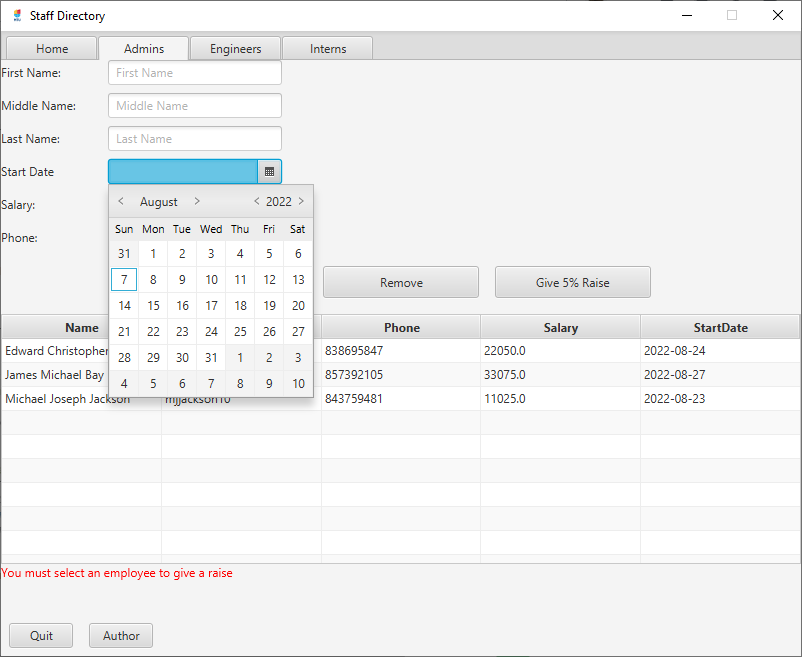 Staff Directory
Home Admins Engineers Interns
First Name: First Name
Middle Name: Middle Name
Last Name: Last Name
Start Date
Salary:
Phone:
August 2022
Sun Mon Tue Wed Thu Fri Sat
31 1 2 3 4 5 6
7 8 9 10 11 12 13
14 15 16 17 18 19 20
21 22 23 24 25 26 27
28 29 30 31 1 2 3
4 5 6 7 8 9 10
Remove Give 5% Raise
Name Phone Salary StartDate
Edward Christopher 838695847 22050.0 2022-08-24
James Michael Bay 857392105 33075.0 2022-08-27
Michael Joseph Jackson mjjackson10 843759481 11025.0 2022-08-23
You must select an employee to give a raise
Quit Author